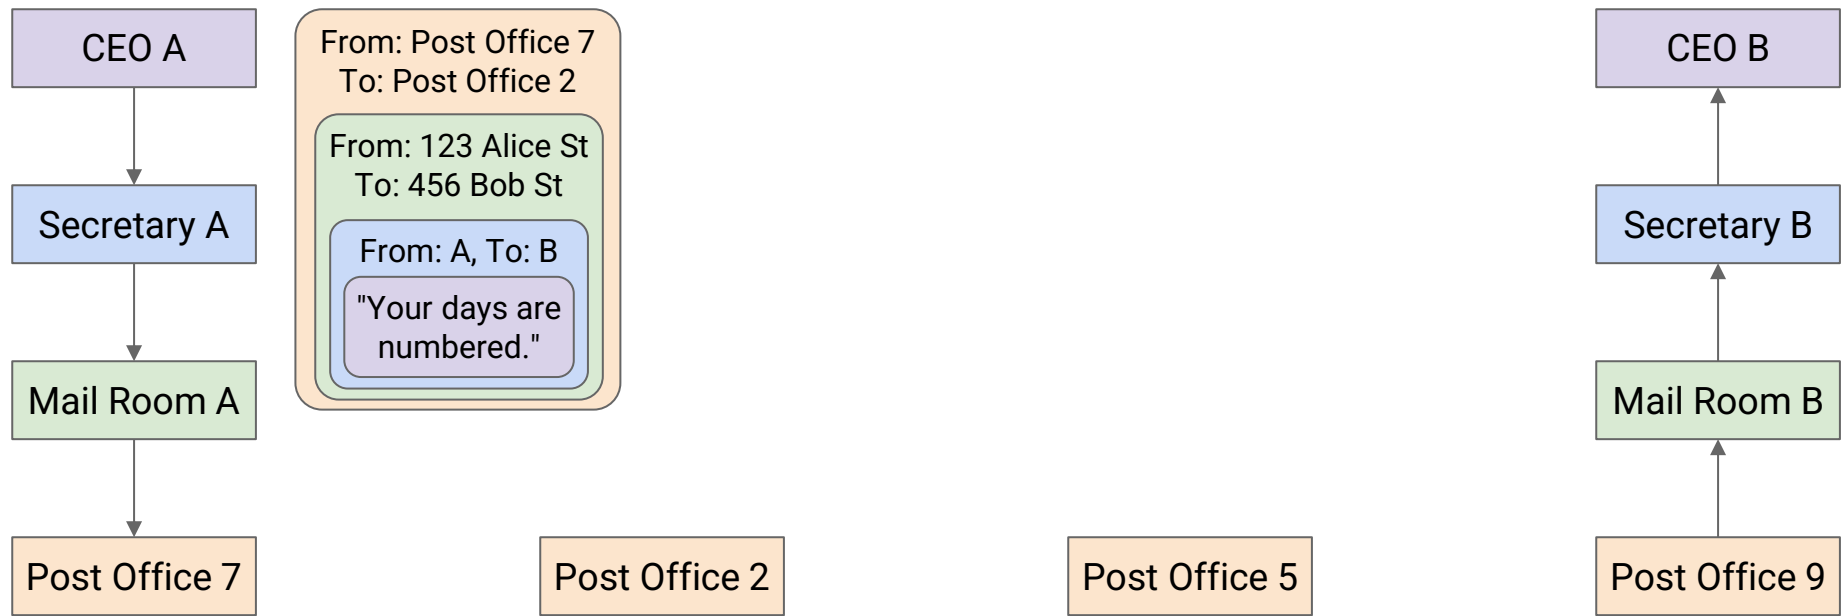 CEO A
Secretary A
Mail Room A
Post Office 7
From: Post Office 7
To: Post Office 2
From: 123 Alice St
To: 456 Bob St
From: A, To: B
"Your days are
numbered."
Post Office 2
Post Office 5
CEO B
Secretary B
Mail Room B
Post Office 9